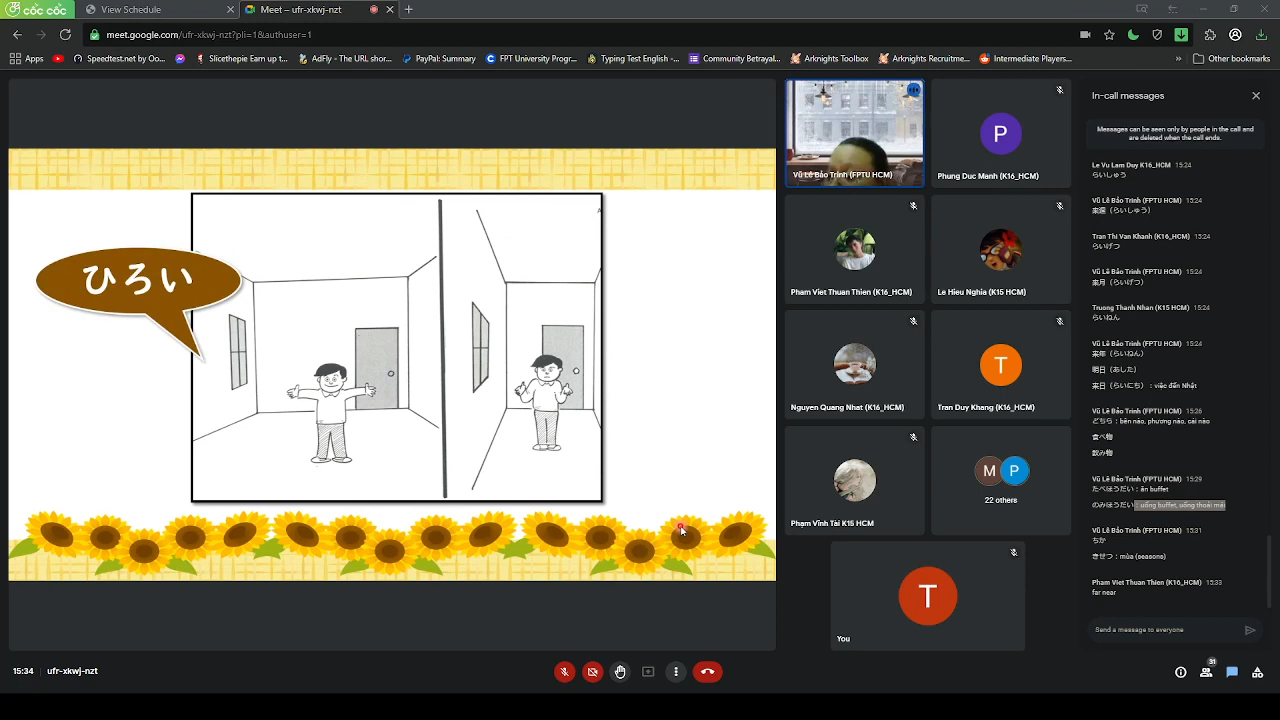 cốc cốc
View Schedule
Meet – ufr-xkwj-nzt
meet.google.com/ufr-xkwj-nzt?pli=1&authuser=1
Apps
Speedtest.net by Oo...
Slicethepie Earn up t...
AdFly - The URL shor...
PayPal: Summary
FPT University Progr...
Typing Test English -...
Community Betrayal...
Arknights Toolbox
Arknights Recruitme...
Intermediate Players...
Other bookmarks
ひろい
Vũ Lê Bảo Trinh (FPTU HCM)
P
Phung Duc Manh (K16_HCM)
Pham Viet Thuan Thien (K16_HCM)
Le Hieu Nghia (K15 HCM)
Nguyen Quang Nhat (K16_HCM)
T
Tran Duy Khang (K16_HCM)
Phạm Vĩnh Tài K15 HCM
M P
22 others
T
You
In-call messages
Messages can be seen only by people in the call and
are deleted when the call ends.
Le Vu Lam Duy K16_HCM 15:24
らいしゅう
Vũ Lê Bảo Trinh (FPTU HCM) 15:24
来週（らいしゅう）
Tran Thi Van Khanh (K16_HCM) 15:24
らいげつ
Vũ Lê Bảo Trinh (FPTU HCM) 15:24
来月（らいげつ）
Truong Thanh Nhan (K15 HCM) 15:24
らいねん
Vũ Lê Bảo Trinh (FPTU HCM) 15:24
来年（らいねん）
明日（あした）
来日（らいにち）: việc đến Nhật
Vũ Lê Bảo Trinh (FPTU HCM) 15:26
どちら: bên nào, phương nào, cái nào
食べ物
飲み物
Vũ Lê Bảo Trinh (FPTU HCM) 15:29
たべほうだい: ăn buffet
のみほうだい: uống buffet, uống thoải mái
Vũ Lê Bảo Trinh (FPTU HCM) 15:31
ちか
きせつ: mùa (seasons)
Pham Viet Thuan Thien (K16_HCM) 15:33
far near
Send a message to everyone
15:34
ufr-xkwj-nzt
31